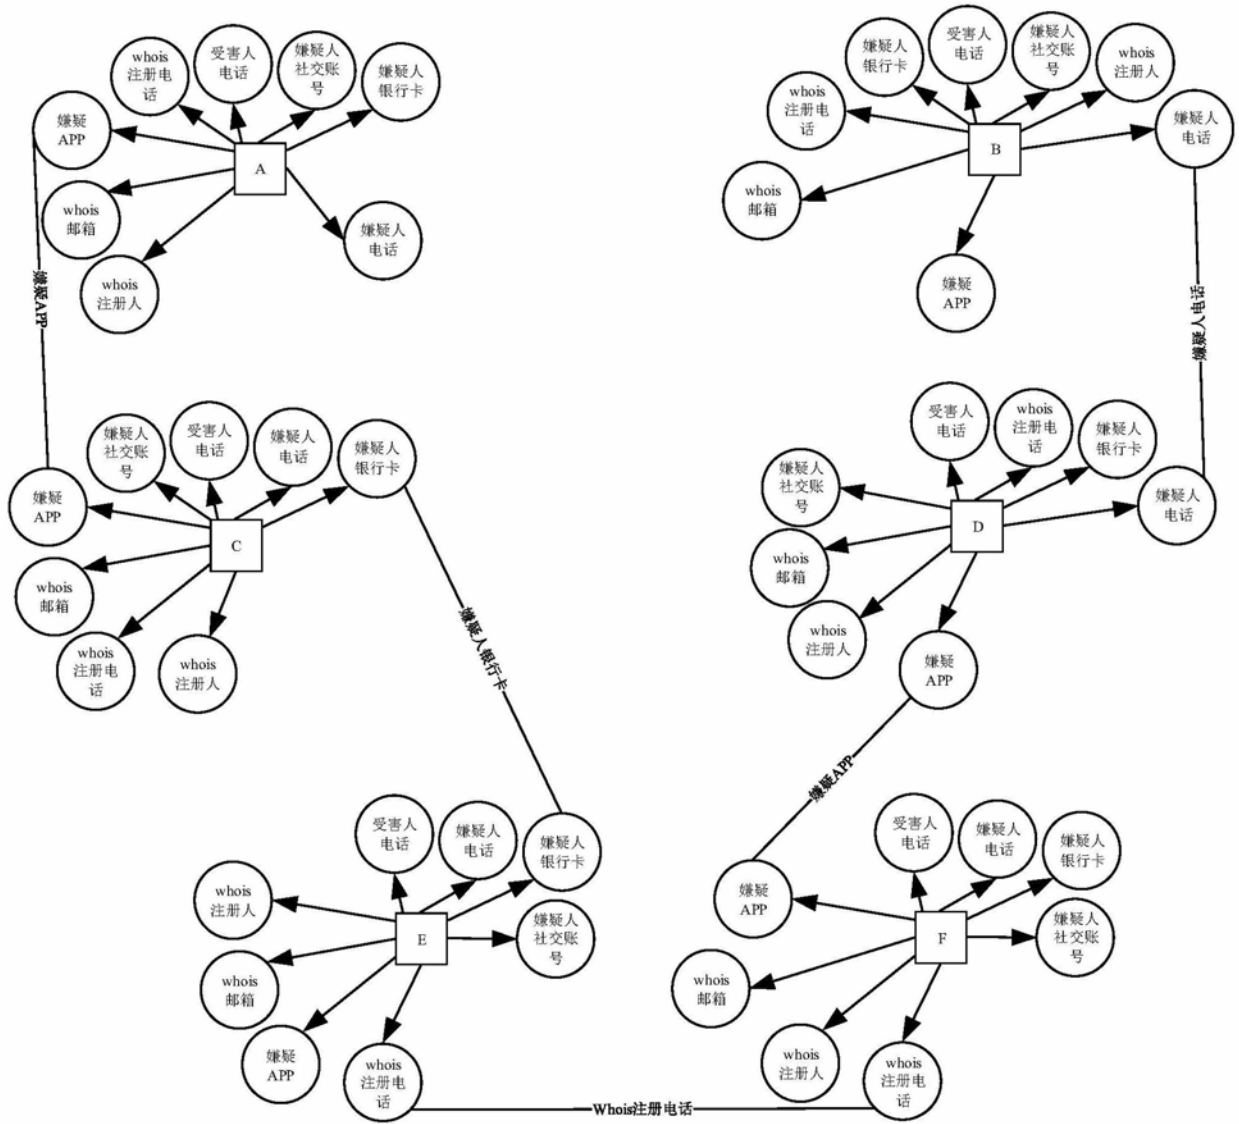 whois
注册电
话
受害人
电话
嫌疑人
社交账
号
嫌疑人
银行卡
嫌疑
APP
A
whois
邮箱
嫌疑人
电话
whois
注册人
嫌疑APP
嫌疑人
银行卡
受害人
电话
嫌疑人
社交账
号
whois
注册人
whois
注册电
话
嫌疑人
电话
B
whois
邮箱
嫌疑
APP
嫌疑人电话
嫌疑人
社交账
号
受害人
电话
嫌疑人
电话
嫌疑人
银行卡
嫌疑
APP
C
whois
邮箱
whois
注册电
话
whois
注册人
嫌疑人银行卡
受害人
电话
whois
注册电
话
嫌疑人
银行卡
嫌疑人
社交账
号
嫌疑人
电话
D
whois
邮箱
whois
注册人
嫌疑
APP
嫌疑APP
受害人
电话
嫌疑人
电话
嫌疑人
银行卡
whois
注册人
嫌疑人
社交账
号
E
whois
邮箱
嫌疑
APP
whois
注册电
话
受害人
电话
嫌疑人
电话
嫌疑人
银行卡
嫌疑
APP
嫌疑人
社交账
号
F
whois
邮箱
whois
注册人
whois
注册电
话
Whois注册电话